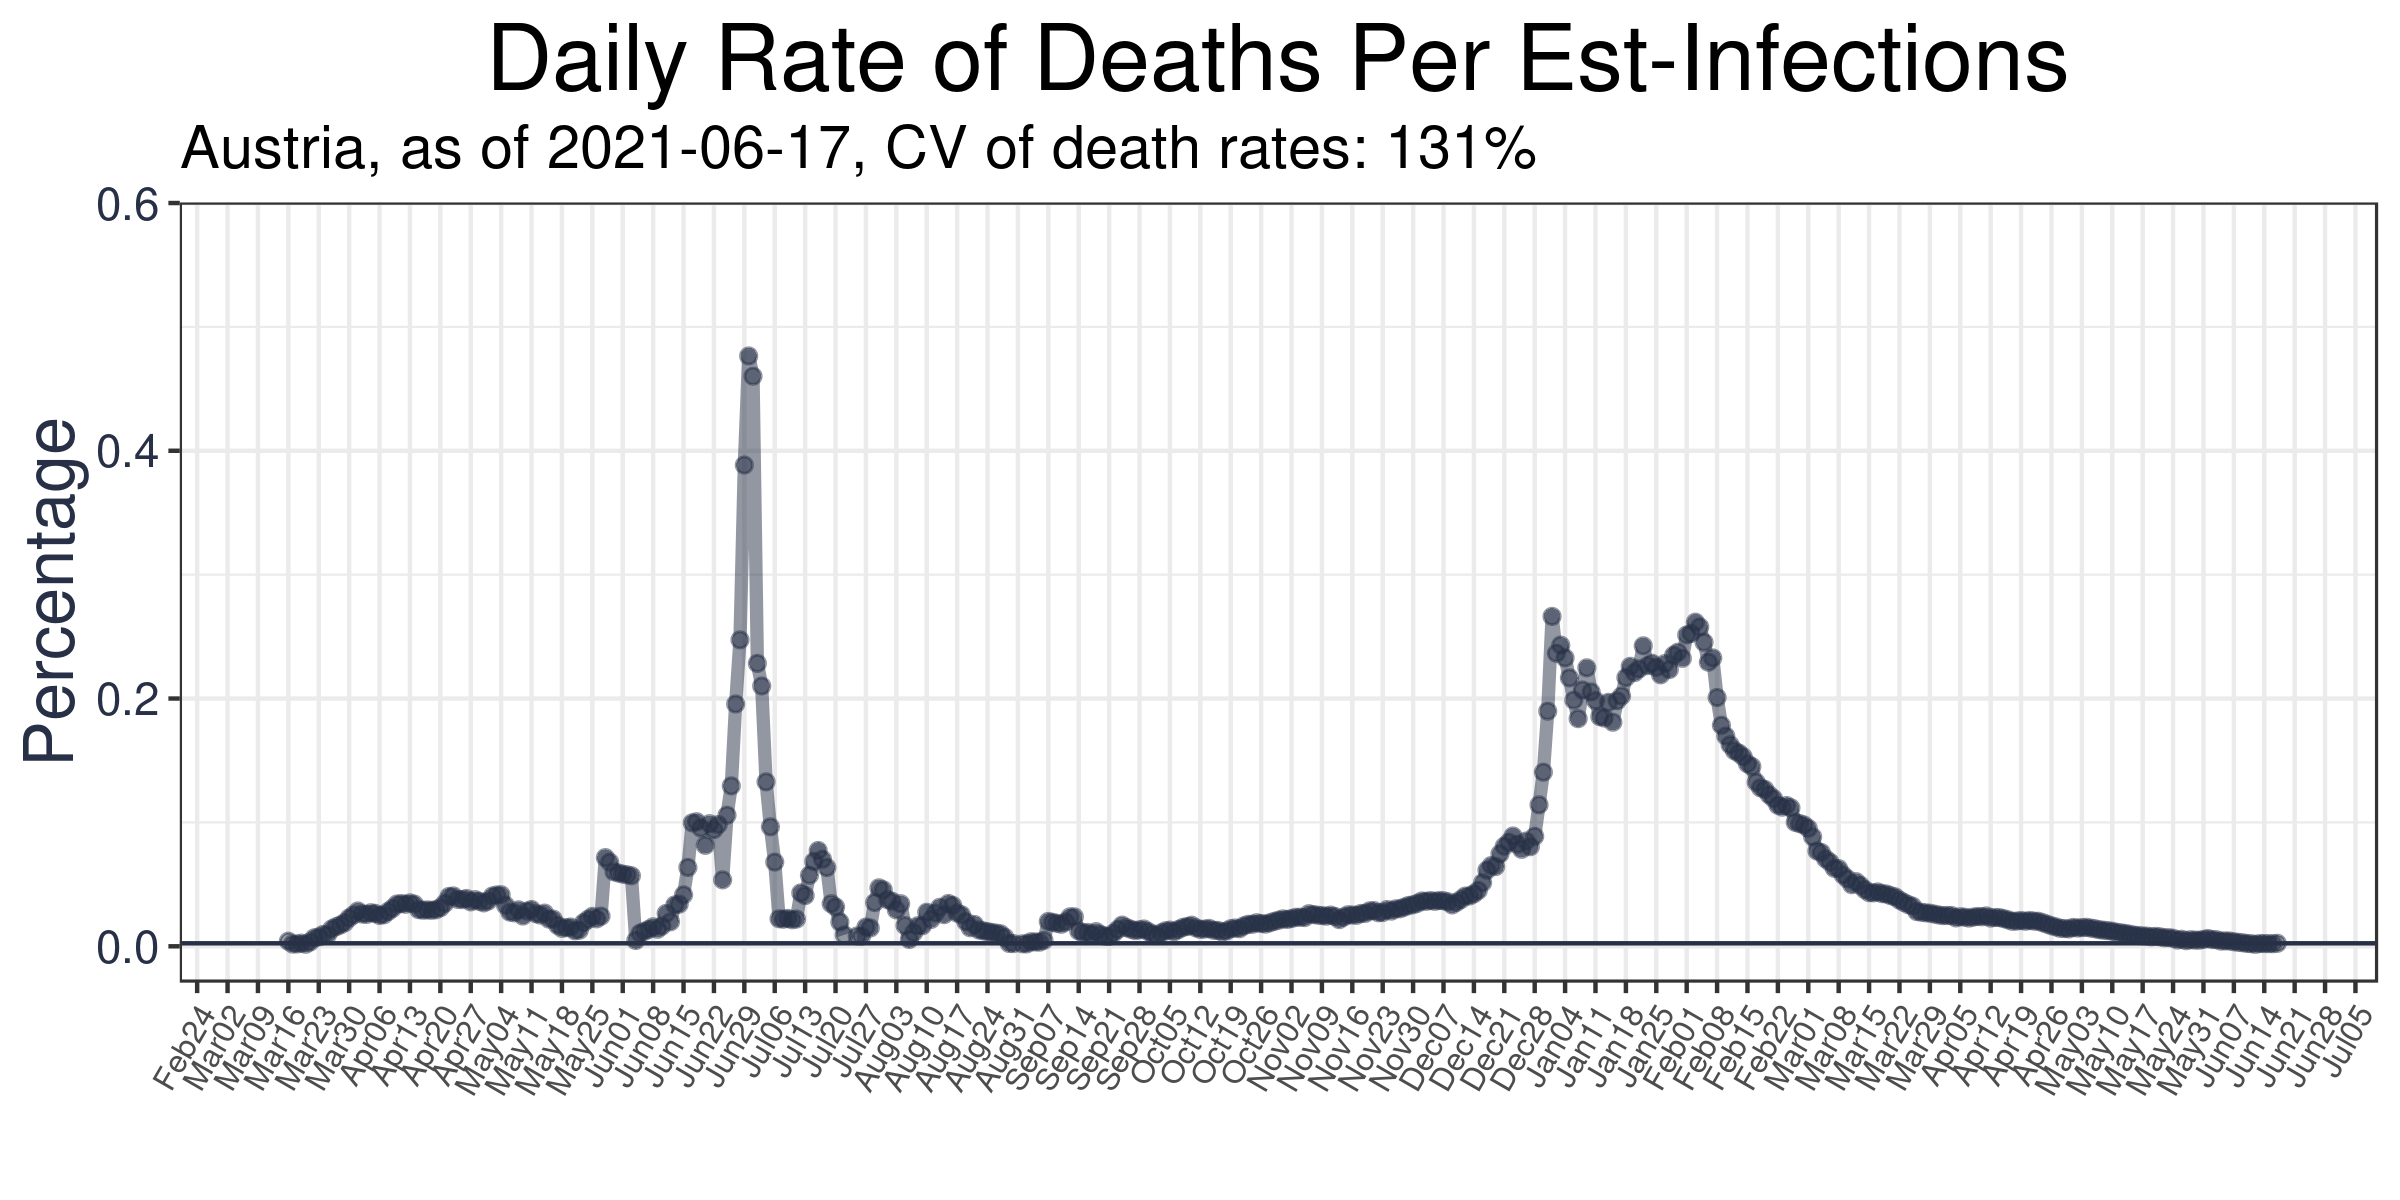 Daily Rate of Deaths Per Est-Infections
Austria, as of 2021-06-17, CV of death rates: 131%
Percentage
0.6
0.4
0.2
0.0
Feb24
Mar02
Mar09
Mar16
Mar23
Mar30
Apr06
Apr13
Apr20
Apr27
May04
May11
May18
May25
Jun01
Jun08
Jun15
Jun22
Jun29
Jul06
Jul13
Jul20
Jul27
Aug03
Aug10
Aug17
Aug24
Aug31
Sep07
Sep14
Sep21
Sep28
Oct05
Oct12
Oct19
Oct26
Nov02
Nov09
Nov16
Nov23
Nov30
Dec07
Dec14
Dec21
Dec28
Jan04
Jan11
Jan18
Jan25
Feb01
Feb08
Feb15
Feb22
Mar01
Mar08
Mar15
Mar22
Mar29
Apr05
Apr12
Apr19
Apr26
May03
May10
May17
May24
May31
Jun07
Jun14
Jun21
Jun28
Jul05